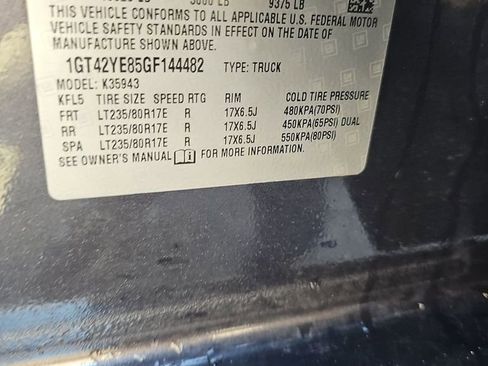 9375 LB
THIS VEHICLE CONFORMS TO ALL APPLICABLE U.S. FEDERAL MOTOR
VEHICLE SAFETY STANDARDS IN EFFECT ON THE DATE OF
MANUFACTURE SHOWN ABOVE.
1GT42YE85GF144482 TYPE: TRUCK
MODEL: K35943
KFL5 TIRE SIZE SPEED RTG RIM COLD TIRE PRESSURE
FRT LT235/80R17E R 17X6.5J 480KPA(70PSI)
RR LT235/80R17E R 17X6.5J 450KPA(65PSI) DUAL
SPA LT235/80R17E R 17X6.5J 550KPA(80PSI)
SEE OWNER'S MANUAL FOR MORE INFORMATION.